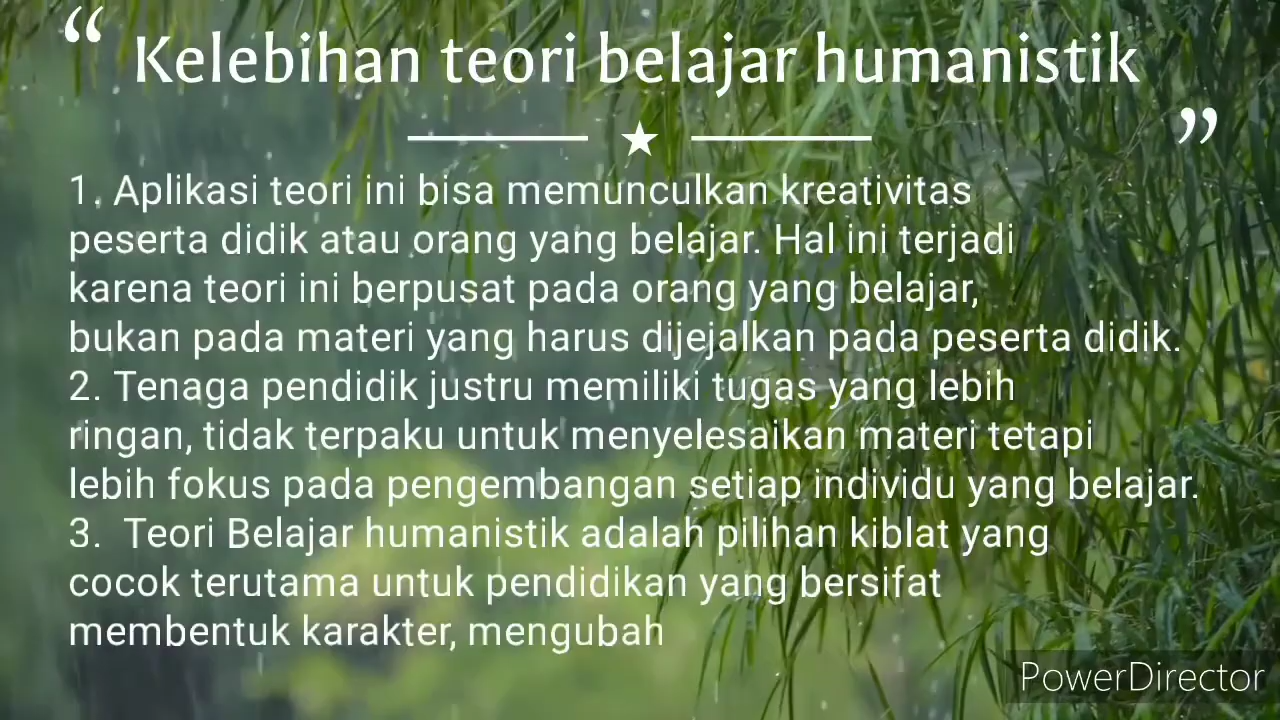 “ Kelebihan teori belajar humanistik ”
1. Aplikasi teori ini bisa memunculkan kreativitas
peserta didik atau orang yang belajar. Hal ini terjadi
karena teori ini berpusat pada orang yang belajar,
bukan pada materi yang harus dijejalkan pada peserta didik.
2. Tenaga pendidik justru memiliki tugas yang lebih
ringan, tidak terpaku untuk menyelesaikan materi tetapi
lebih fokus pada pengembangan setiap individu yang belajar.
3.  Teori Belajar humanistik adalah pilihan kiblat yang
cocok terutama untuk pendidikan yang bersifat
membentuk karakter, mengubah
PowerDirector